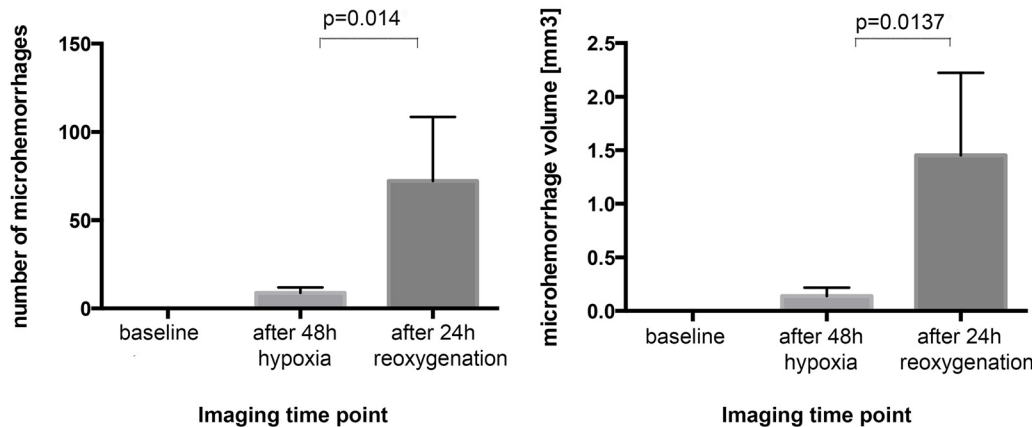 p=0.014
number of microhemorrhages
150
100
50
0
baseline
after 48h
hypoxia
after 24h
reoxygenation
Imaging time point
p=0.0137
microhemorrhage volume [mm3]
2.5
2.0
1.5
1.0
0.5
0.0
baseline
after 48h
hypoxia
after 24h
reoxygenation
Imaging time point